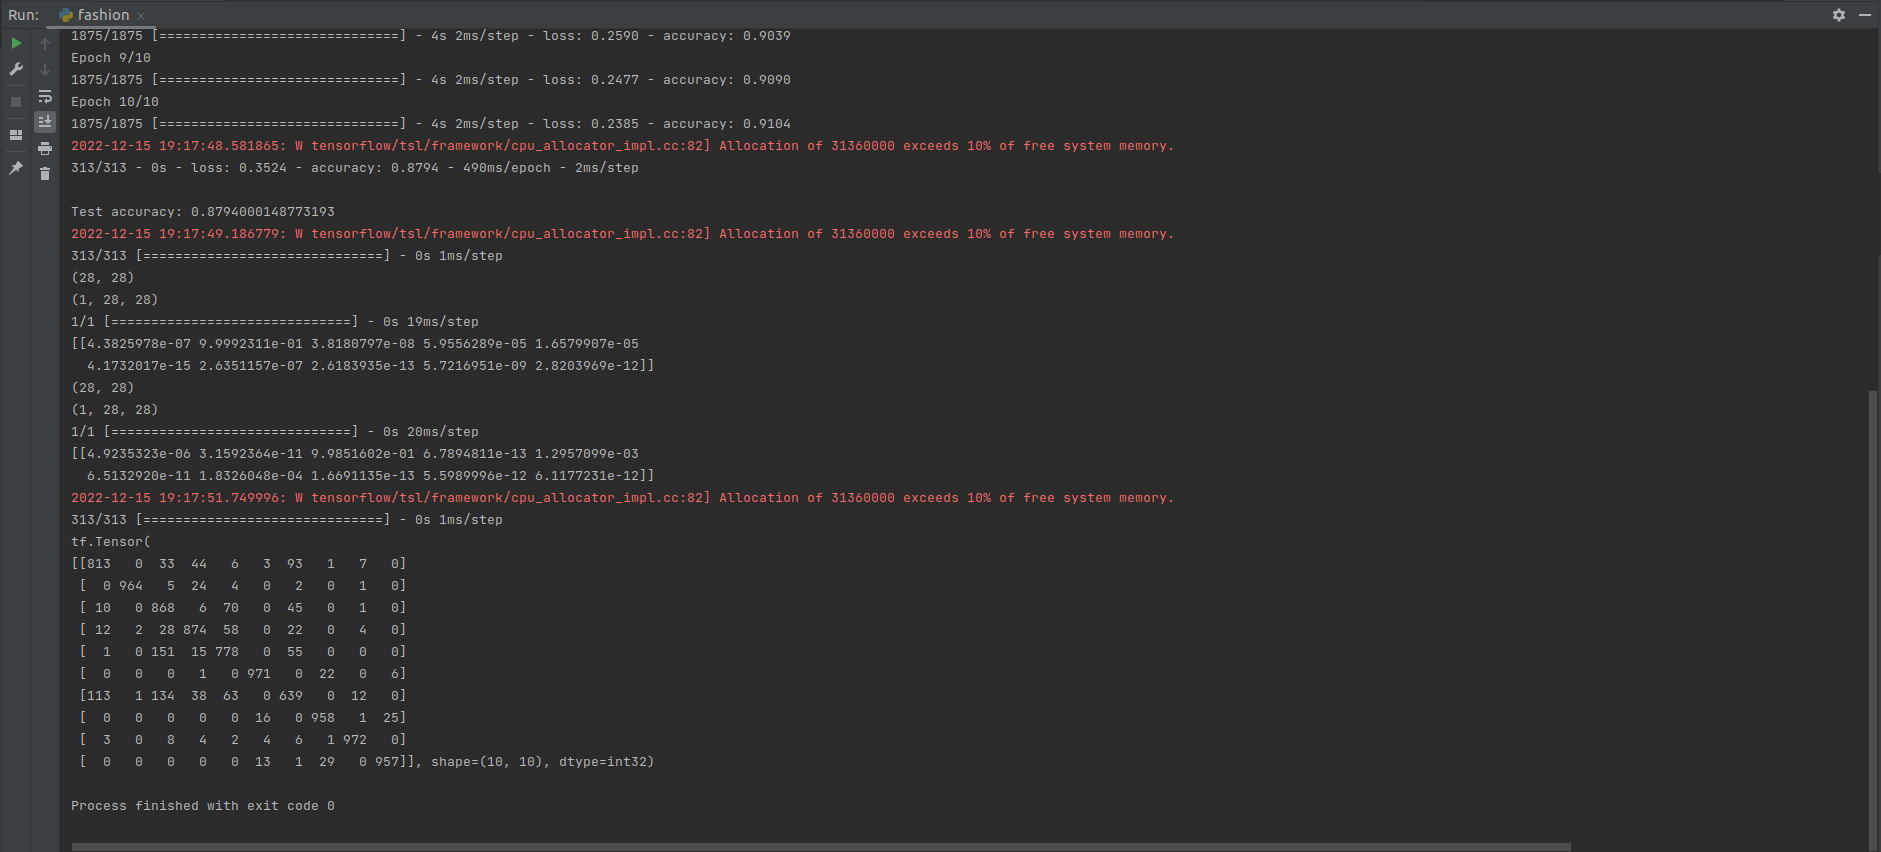 Run: fashion
1875/1875 [==============================] - 4s 2ms/step - loss: 0.2590 - accuracy: 0.9039
Epoch 9/10
1875/1875 [==============================] - 4s 2ms/step - loss: 0.2477 - accuracy: 0.9090
Epoch 10/10
1875/1875 [==============================] - 4s 2ms/step - loss: 0.2385 - accuracy: 0.9104
2022-12-15 19:17:48.581865: W tensorflow/tsl/framework/cpu_allocator_impl.cc:82] Allocation of 31360000 exceeds 10% of free system memory.
313/313 - 0s - loss: 0.3524 - accuracy: 0.8794 - 490ms/epoch - 2ms/step
Test accuracy: 0.8794000148773193
2022-12-15 19:17:49.186779: W tensorflow/tsl/framework/cpu_allocator_impl.cc:82] Allocation of 31360000 exceeds 10% of free system memory.
313/313 [==============================] - 0s 1ms/step
(28, 28)
(1, 28, 28)
1/1 [==============================] - 0s 19ms/step
[[4.3825978e-07 9.9992311e-01 3.8180797e-08 5.9556289e-05 1.6579907e-05
  4.1732017e-15 2.6351157e-07 2.6183935e-13 5.7216951e-09 2.8203969e-12]]
(28, 28)
(1, 28, 28)
1/1 [==============================] - 0s 20ms/step
[[4.9235323e-06 3.1592364e-11 9.9851602e-01 6.7894811e-13 1.2957099e-03
  6.5132920e-11 1.8326048e-04 1.6691135e-13 5.5989996e-12 6.1177231e-12]]
2022-12-15 19:17:51.749996: W tensorflow/tsl/framework/cpu_allocator_impl.cc:82] Allocation of 31360000 exceeds 10% of free system memory.
313/313 [==============================] - 0s 1ms/step
tf.Tensor(
[[813   0  33  44   6   3  93   1   7   0]
 [  0 964   5  24   4   0   2   0   1   0]
 [ 10   0 868   6  70   0  45   0   1   0]
 [ 12   2  28 874  58   0  22   0   4   0]
 [  1   0 151  15 778   0  55   0   0   0]
 [  0   0   0   1   0 971   0  22   0   6]
 [113   1 134  38  63   0 639   0  12   0]
 [  0   0   0   0   0  16   0 958   1  25]
 [  3   0   8   4   2   4   6   1 972   0]
 [  0   0   0   0   0  13   1  29   0 957]], shape=(10, 10), dtype=int32)
Process finished with exit code 0